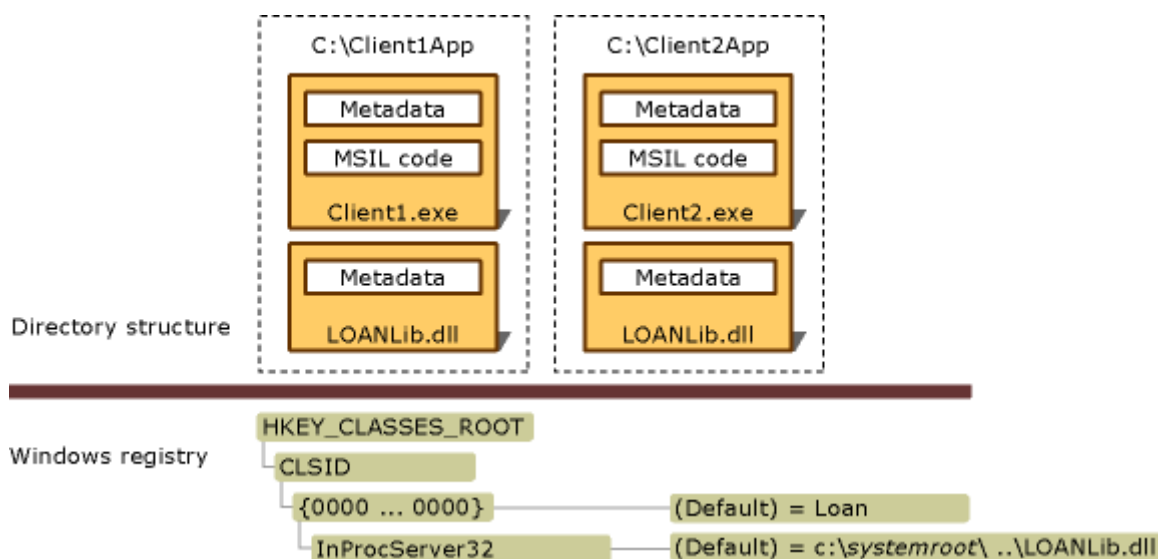 C:\Client1App
C:\Client2App
Metadata
Metadata
MSIL code
MSIL code
Client1.exe
Client2.exe
Metadata
Metadata
LOANLib.dll
LOANLib.dll
Directory structure
HKEY_CLASSES_ROOT
Windows registry
CLSID
{0000 ... 0000}
(Default) = Loan
InProcServer32
(Default) = c:\systemroot\ ..\LOANLib.dll